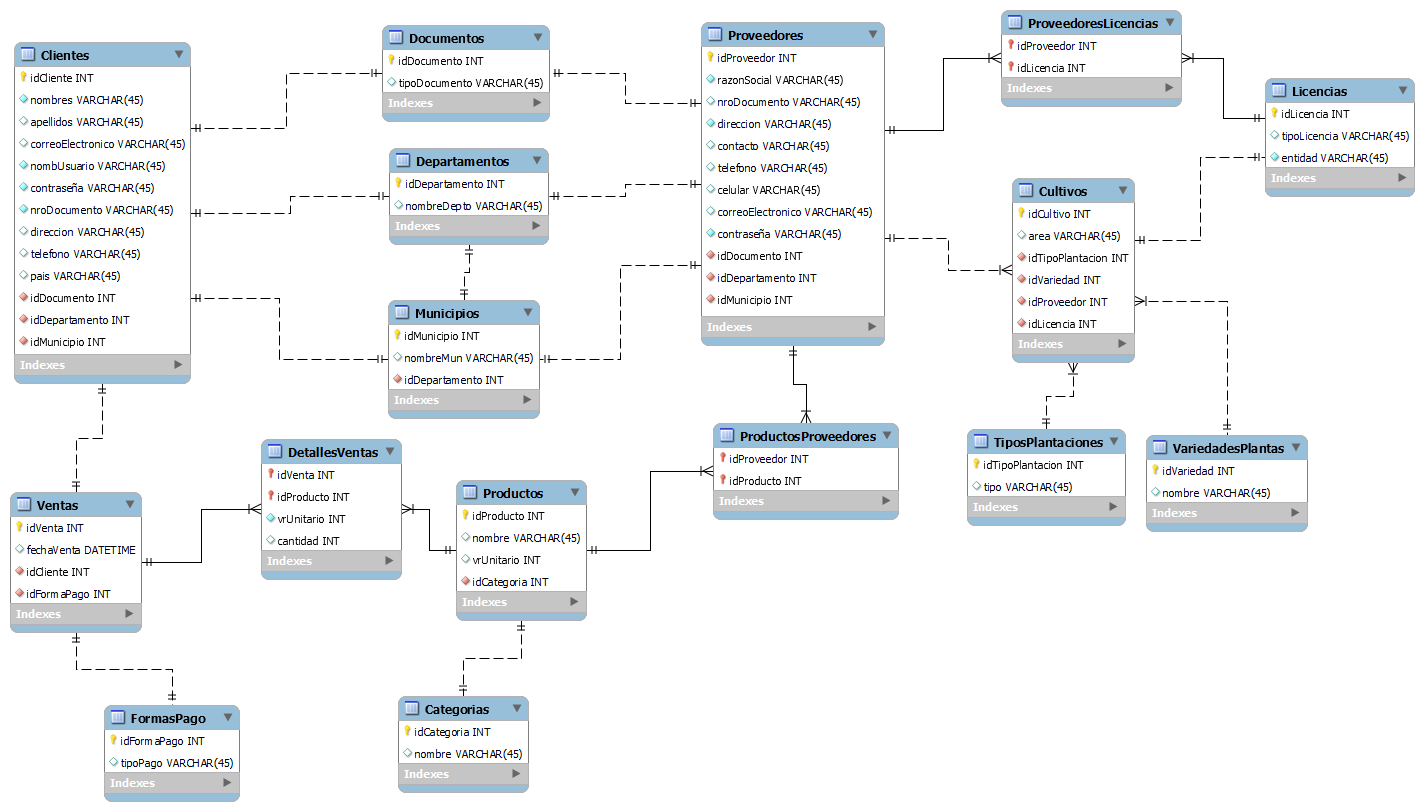 Clientes
idCliente INT
nombres VARCHAR(45)
apellidos VARCHAR(45)
correoElectronico VARCHAR(45)
nombUsuario VARCHAR(45)
contraseña VARCHAR(45)
nroDocumento VARCHAR(45)
direccion VARCHAR(45)
telefono VARCHAR(45)
pais VARCHAR(45)
idDocumento INT
idDepartamento INT
idMunicipio INT
Indexes
Documentos
idDocumento INT
tipoDocumento VARCHAR(45)
Indexes
Departamentos
idDepartamento INT
nombreDepto VARCHAR(45)
Indexes
Municipios
idMunicipio INT
nombreMun VARCHAR(45)
idDepartamento INT
Indexes
Proveedores
idProveedor INT
razonSocial VARCHAR(45)
nroDocumento VARCHAR(45)
direccion VARCHAR(45)
contacto VARCHAR(45)
telefono VARCHAR(45)
celular VARCHAR(45)
correoElectronico VARCHAR(45)
contraseña VARCHAR(45)
idDocumento INT
idDepartamento INT
idMunicipio INT
Indexes
ProveedoresLicencias
idProveedor INT
idLicencia INT
Indexes
Licencias
idLicencia INT
tipoLicencia VARCHAR(45)
entidad VARCHAR(45)
Indexes
Cultivos
idCultivo INT
area VARCHAR(45)
idTipoPlantacion INT
idVariedad INT
idProveedor INT
idLicencia INT
Indexes
TiposPlantaciones
idTipoPlantacion INT
tipo VARCHAR(45)
Indexes
VariedadesPlantas
idVariedad INT
nombre VARCHAR(45)
Indexes
ProductosProveedores
idProveedor INT
idProducto INT
Indexes
DetallesVentas
idVenta INT
idProducto INT
vrUnitario INT
cantidad INT
Indexes
Productos
idProducto INT
nombre VARCHAR(45)
vrUnitario INT
idCategoria INT
Indexes
Ventas
idVenta INT
fechaVenta DATETIME
idCliente INT
idFormaPago INT
Indexes
FormasPago
idFormaPago INT
tipoPago VARCHAR(45)
Indexes
Categorias
idCategoria INT
nombre VARCHAR(45)
Indexes